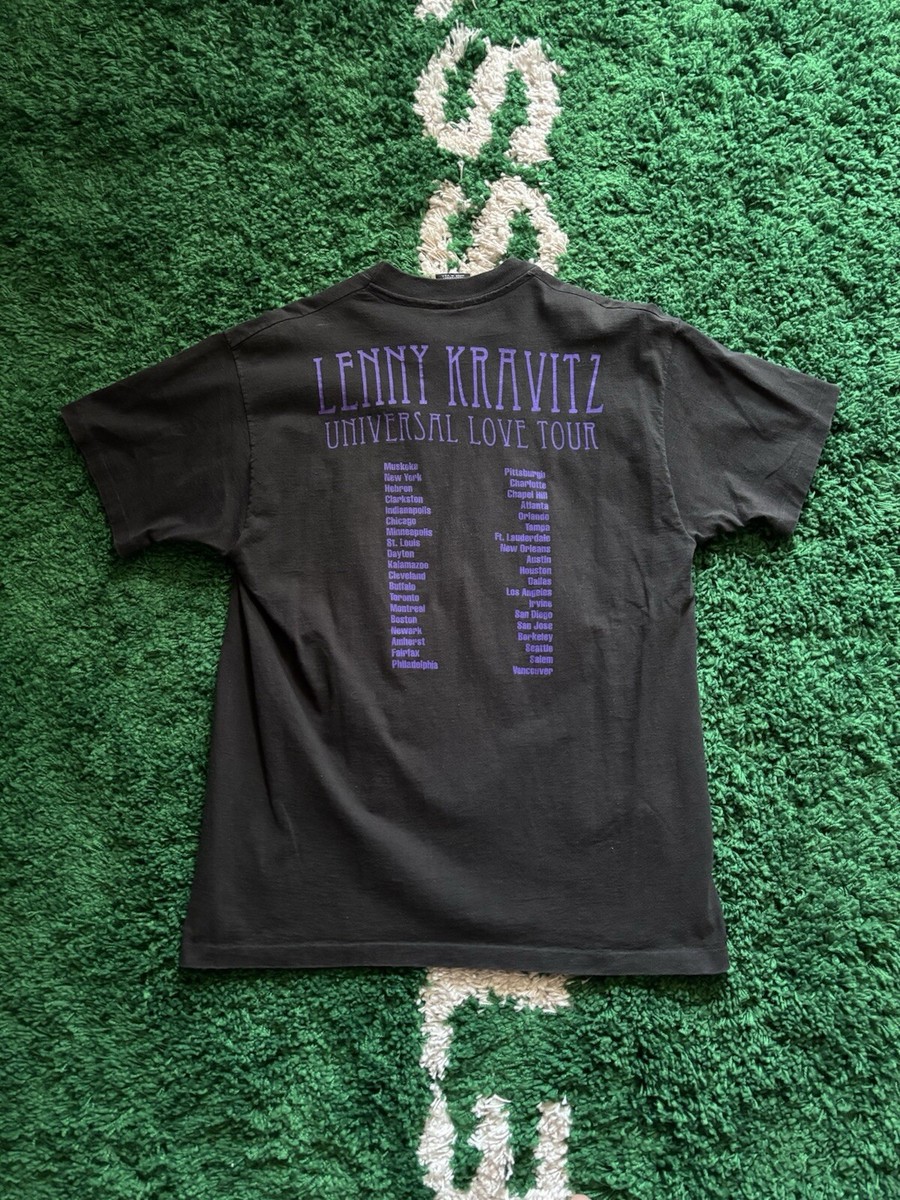 LENNY KRAVITZ
UNIVERSAL LOVE TOUR
Muskoka
New York
Hebron
Clarkston
Indianapolis
Chicago
Minneapolis
St. Louis
Dayton
Kalamazoo
Cleveland
Buffalo
Toronto
Montreal
Boston
Newark
Amherst
Fairfax
Philadelphia
Pittsburgh
Charlotte
Chapel Hill
Atlanta
Orlando
Tampa
Ft. Lauderdale
New Orleans
Austin
Houston
Dallas
Los Angeles
Irvine
San Diego
San Jose
Berkeley
Seattle
Salem
Vancouver